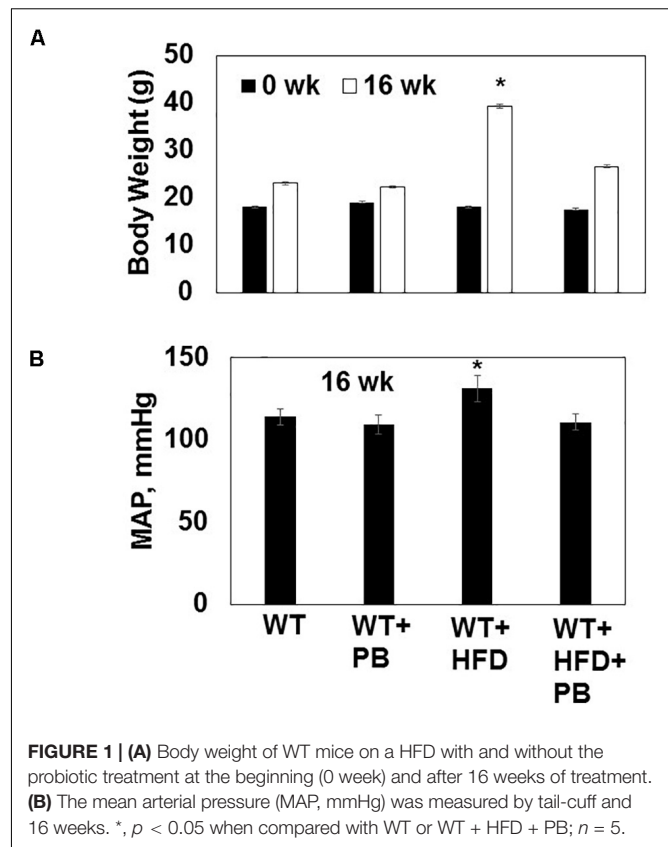 A
50
40
30
20
10
0
Body Weight (g)
0 wk 16 wk
*
B
150
100
50
0
MAP, mmHg
16 wk
*
WT
WT+
PB
WT+
HFD
WT+
HFD+
PB
FIGURE 1 | (A) Body weight of WT mice on a HFD with and without the
probiotic treatment at the beginning (0 week) and after 16 weeks of treatment.
(B) The mean arterial pressure (MAP, mmHg) was measured by tail-cuff and
16 weeks. *, p < 0.05 when compared with WT or WT + HFD + PB; n = 5.